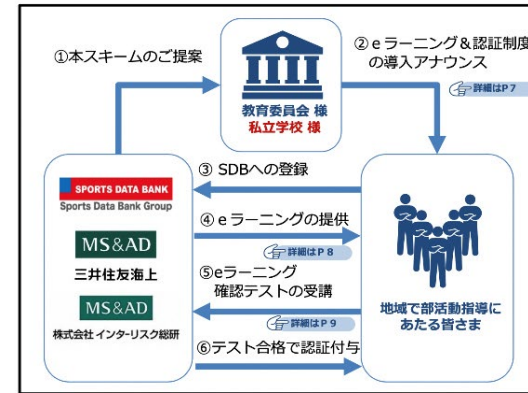 ①本スキームのご提案
②eラーニング&認証制度
の導入アナウンス
詳細はP7
教育委員会 様
私立学校 様
③ SDBへの登録
SPORTS DATA BANK
Sports Data Bank Group
④eラーニングの提供
詳細はP8
MS&AD
三井住友海上
⑤eラーニング
確認テストの受講
詳細はP9
MS&AD
株式会社 インターリスク総研
⑥テスト合格で認証付与
地域で部活動指導に
あたる皆さま